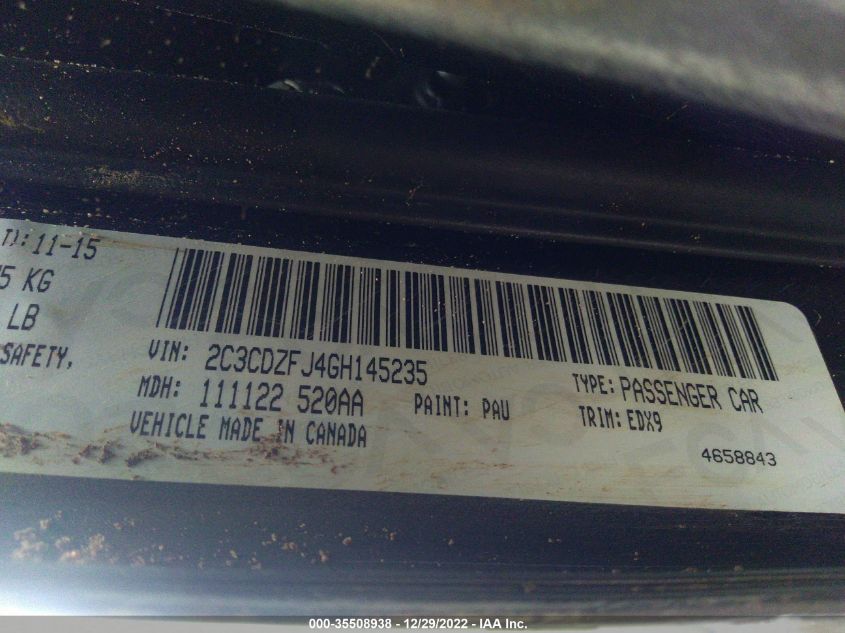 11-15
KG
LB
SAFETY,
VIN: 2C3CDZFJ4GH145235
MDH: 111122 520AA
PAINT: PAU
VEHICLE MADE IN CANADA
TYPE: PASSENGER CAR
TRIM: EDX9
4658843
000-35508938 - 12/29/2022 - IAA Inc.